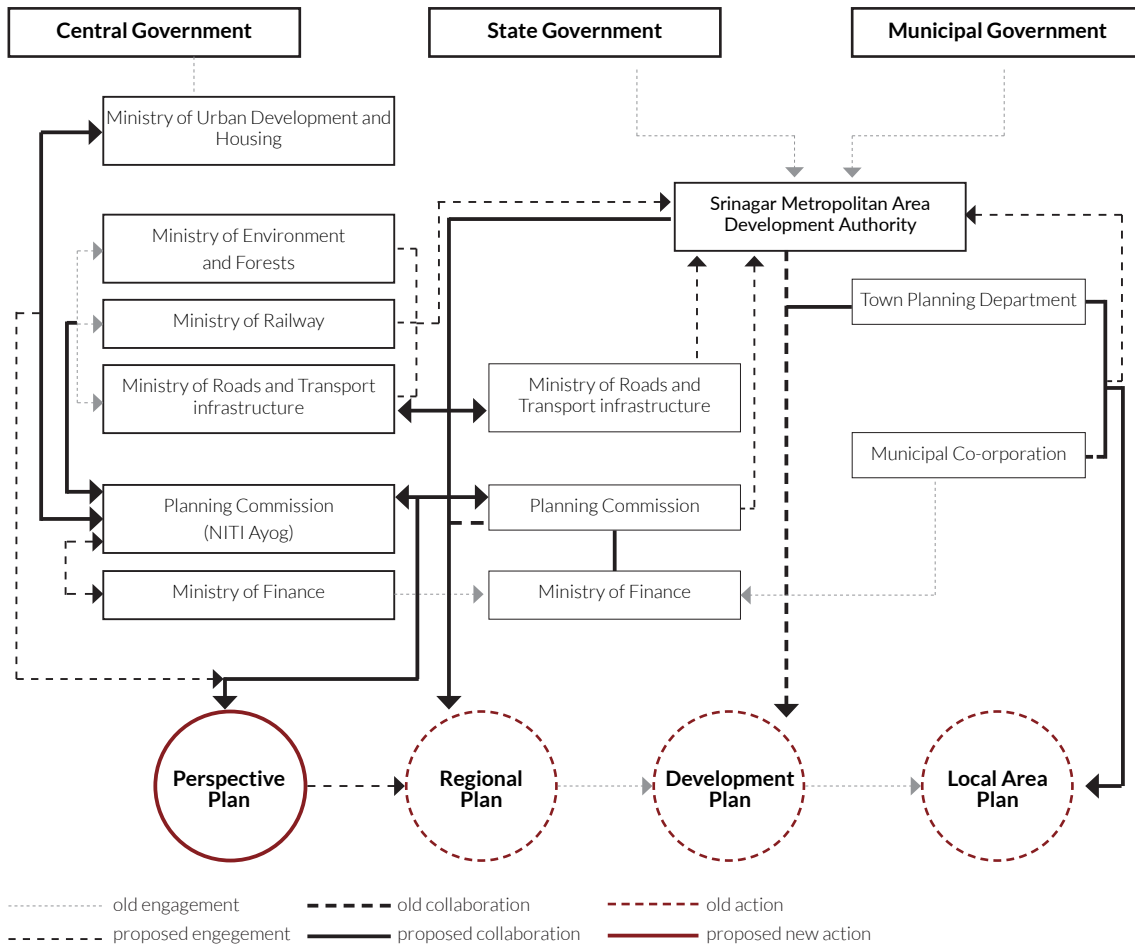 Central Government
State Government
Municipal Government
Ministry of Urban Development and
Housing
Srinagar Metropolitan Area
Development Authority
Ministry of Environment
and Forests
Town Planning Department
Ministry of Railway
Ministry of Roads and Transport
infrastructure
Ministry of Roads and
Transport infrastructure
Municipal Co-orporation
Planning Commission
(NITI Ayog)
Planning Commission
Ministry of Finance
Ministry of Finance
Perspective
Plan
Regional
Plan
Development
Plan
Local Area
Plan
old engagement
old collaboration
old action
proposed engegement
proposed collaboration
proposed new action